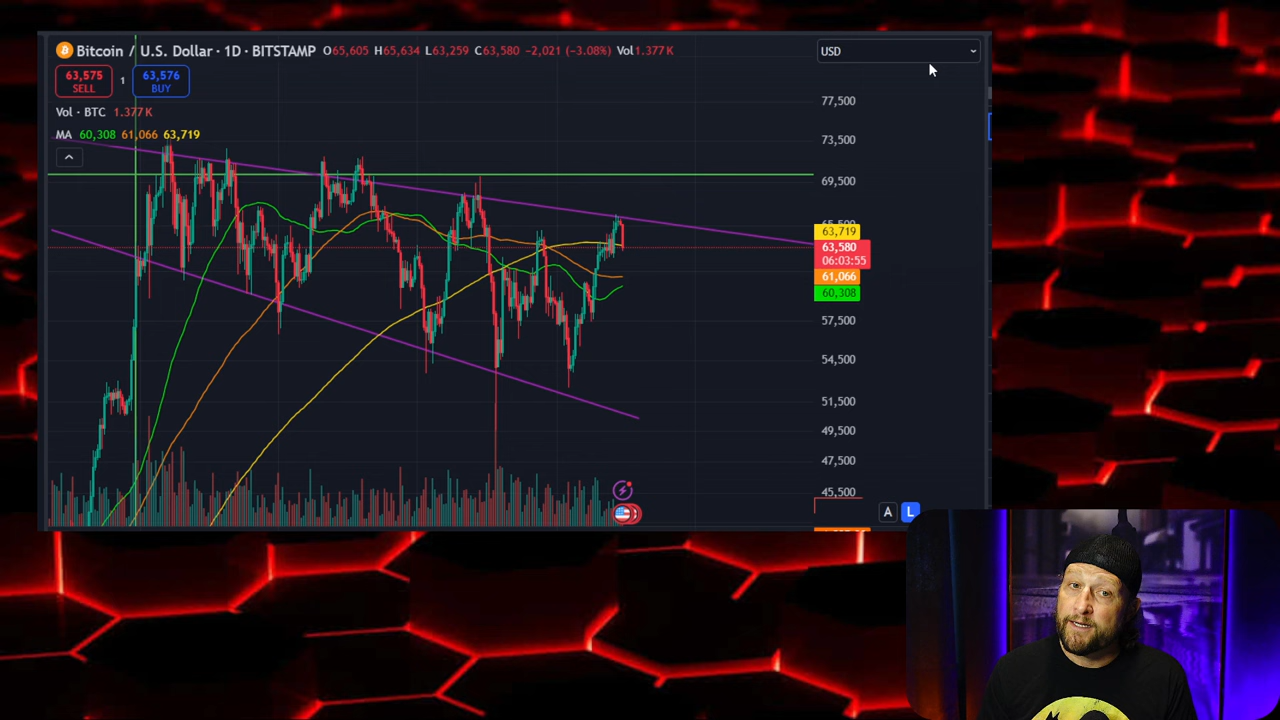 Bitcoin / U.S. Dollar · 1D · BITSTAMP O65,605 H65,634 L63,259 C63,580 −2,021 (−3.08%) Vol1.377 K
USD
63,575 SELL
1
63,576 BUY
Vol · BTC 1.377 K
MA 60,308 61,066 63,719
77,500
73,500
69,500
65,500
63,719
63,580
06:03:55
61,066
60,308
57,500
54,500
51,500
49,500
47,500
45,500
A L